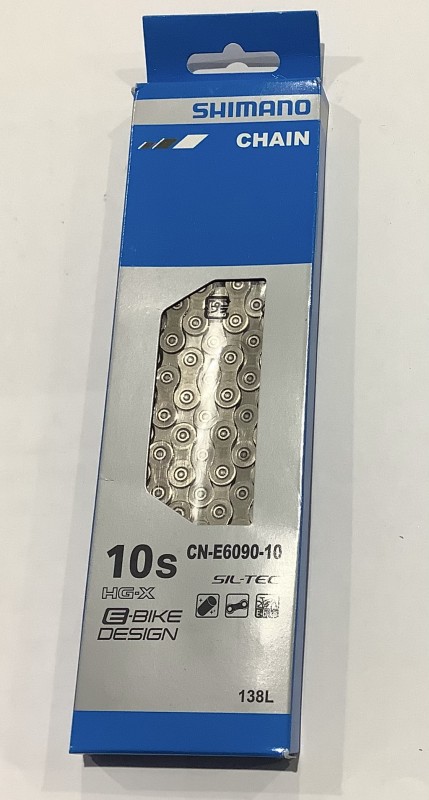 SHIMANO
CHAIN
10s
CN-E6090-10
HG-X
SIL-TEC
E-BIKE
DESIGN
138L